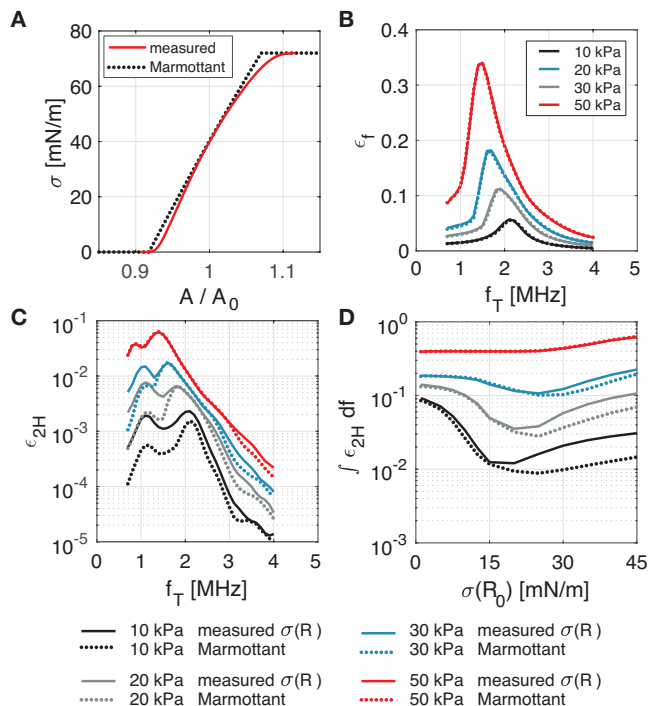 A
80
60
40
20
0
σ [mN/m]
measured
Marmottant
0.9
1
1.1
A / A0
B
0.4
0.3
0.2
0.1
0
ϵf
10 kPa
20 kPa
30 kPa
50 kPa
0 1 2 3 4 5
fT [MHz]
C
10-1
10-2
10-3
10-4
10-5
ϵ2H
0 1 2 3 4 5
fT [MHz]
D
100
10-1
10-2
10-3
∫ ϵ2H df
0 15 30 45
σ(R0) [mN/m]
10 kPa measured σ(R )
10 kPa Marmottant
20 kPa measured σ(R )
20 kPa Marmottant
30 kPa measured σ(R )
30 kPa Marmottant
50 kPa measured σ(R )
50 kPa Marmottant